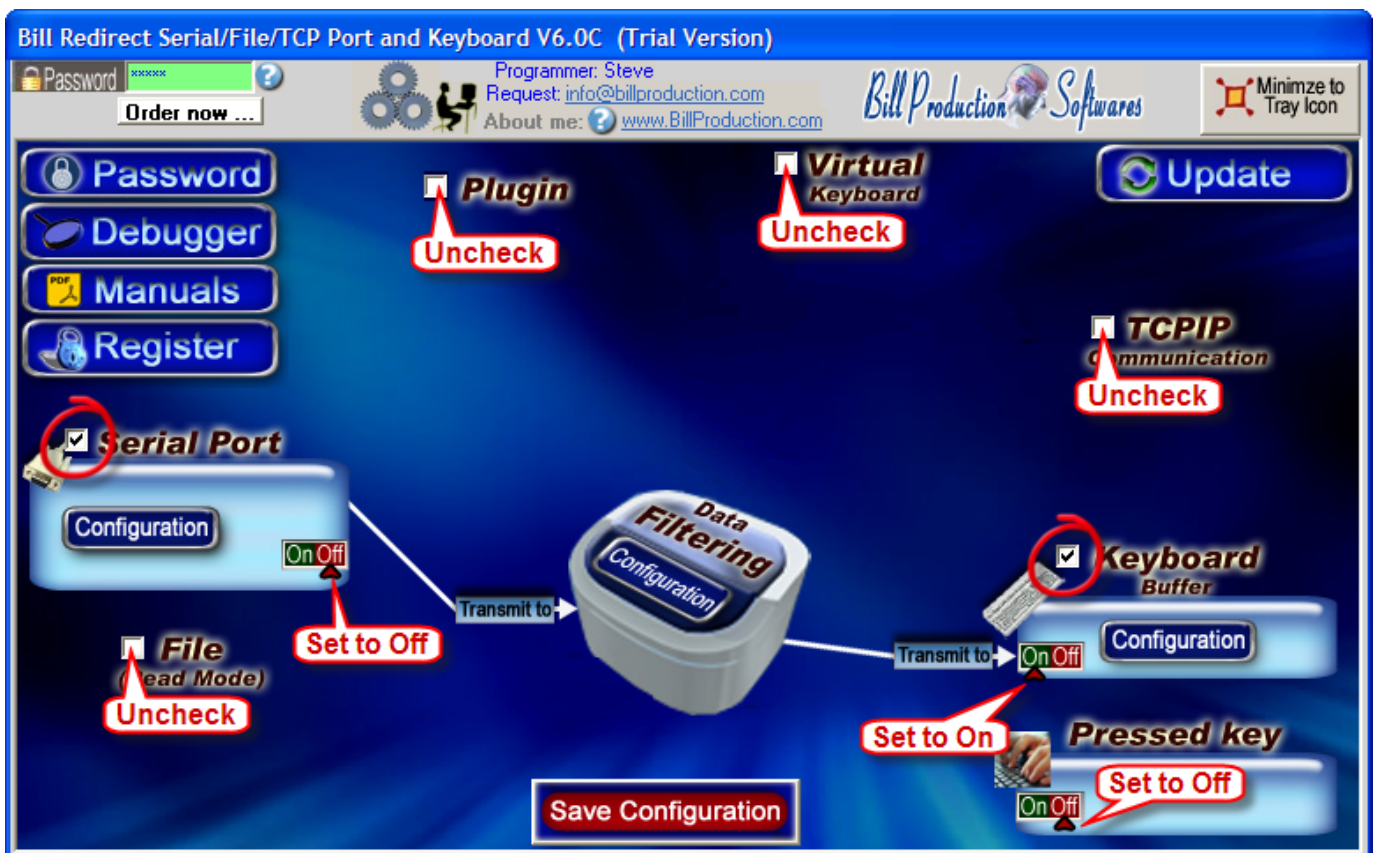 Bill Redirect Serial/File/TCP Port and Keyboard V6.0C (Trial Version)
Password xxxxx
Order now ...
Programmer: Steve
Request: info@billproduction.com
About me: www.BillProduction.com
Bill Production Softwares
Minimze to
Tray Icon
Password
Debugger
Manuals
Register
Plugin
Uncheck
Virtual
Keyboard
Uncheck
Update
TCPIP
Communication
Uncheck
Serial Port
Configuration
On Off
Set to Off
Transmit to
Data
Filtering
Configuration
Transmit to
Keyboard
Buffer
Configuration
On Off
Set to On
File
(Read Mode)
Uncheck
Pressed key
On Off
Set to Off
Save Configuration